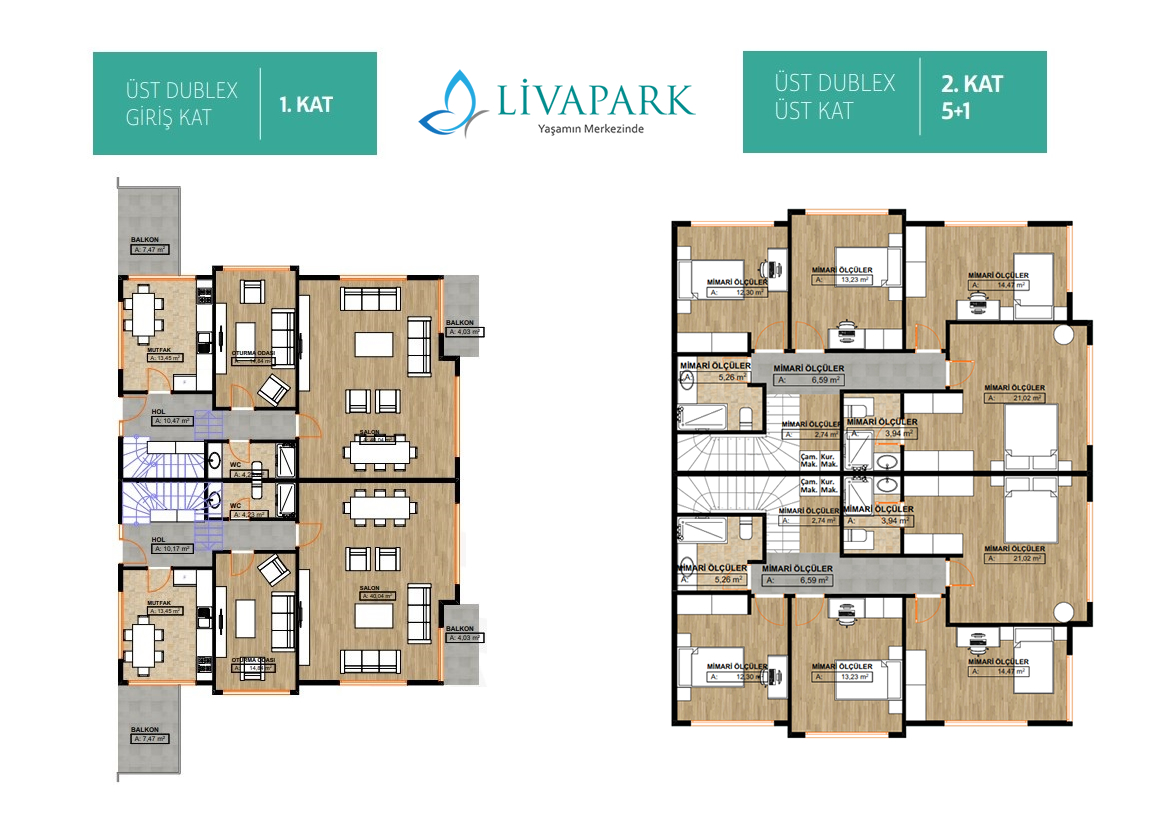 ÜST DUBLEX
GİRİŞ KAT
1. KAT
LİVAPARK
Yaşamın Merkezinde
ÜST DUBLEX
ÜST KAT
2. KAT
5+1
BALKON
A: 7,47 m²
MUTFAK
A: 13,45 m²
OTURMA ODASI
BALKON
A: 4,03 m²
HOL
A: 10,47 m²
SALON
WC
WC
A: 4,23 m²
HOL
A: 10,17 m²
MUTFAK
A: 13,45 m²
SALON
A: 40,04 m²
BALKON
A: 4,03 m²
OTURMA ODASI
A: 14,84 m²
BALKON
A: 7,47 m²
MİMARİ ÖLÇÜLER
A: 12,30 m²
MİMARİ ÖLÇÜLER
A: 13,23 m²
MİMARİ ÖLÇÜLER
A: 14,47 m²
MİMARİ ÖLÇÜLER
A: 5,26 m²
MİMARİ ÖLÇÜLER
A: 6,59 m²
MİMARİ ÖLÇÜLER
A: 21,02 m²
MİMARİ ÖLÇÜLER
A: 2,74 m²
MİMARİ ÖLÇÜLER
A: 3,94 m²
Çam. Kur.
Mak. Mak.
Çam. Kur.
Mak. Mak.
MİMARİ ÖLÇÜLER
A: 2,74 m²
MİMARİ ÖLÇÜLER
A: 3,94 m²
MİMARİ ÖLÇÜLER
A: 21,02 m²
MİMARİ ÖLÇÜLER
A: 5,26 m²
MİMARİ ÖLÇÜLER
A: 6,59 m²
MİMARİ ÖLÇÜLER
A: 12,30 m²
MİMARİ ÖLÇÜLER
A: 13,23 m²
MİMARİ ÖLÇÜLER
A: 14,47 m²